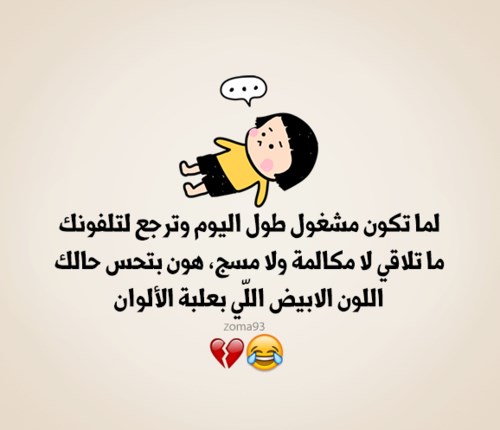 لما تكون مشغول طول اليوم وترجع لتلفونك
ما تلاقي لا مكالمة ولا مسج، هون بتحس حالك
اللون الابيض اللّي بعلبة الألوان
zoma93